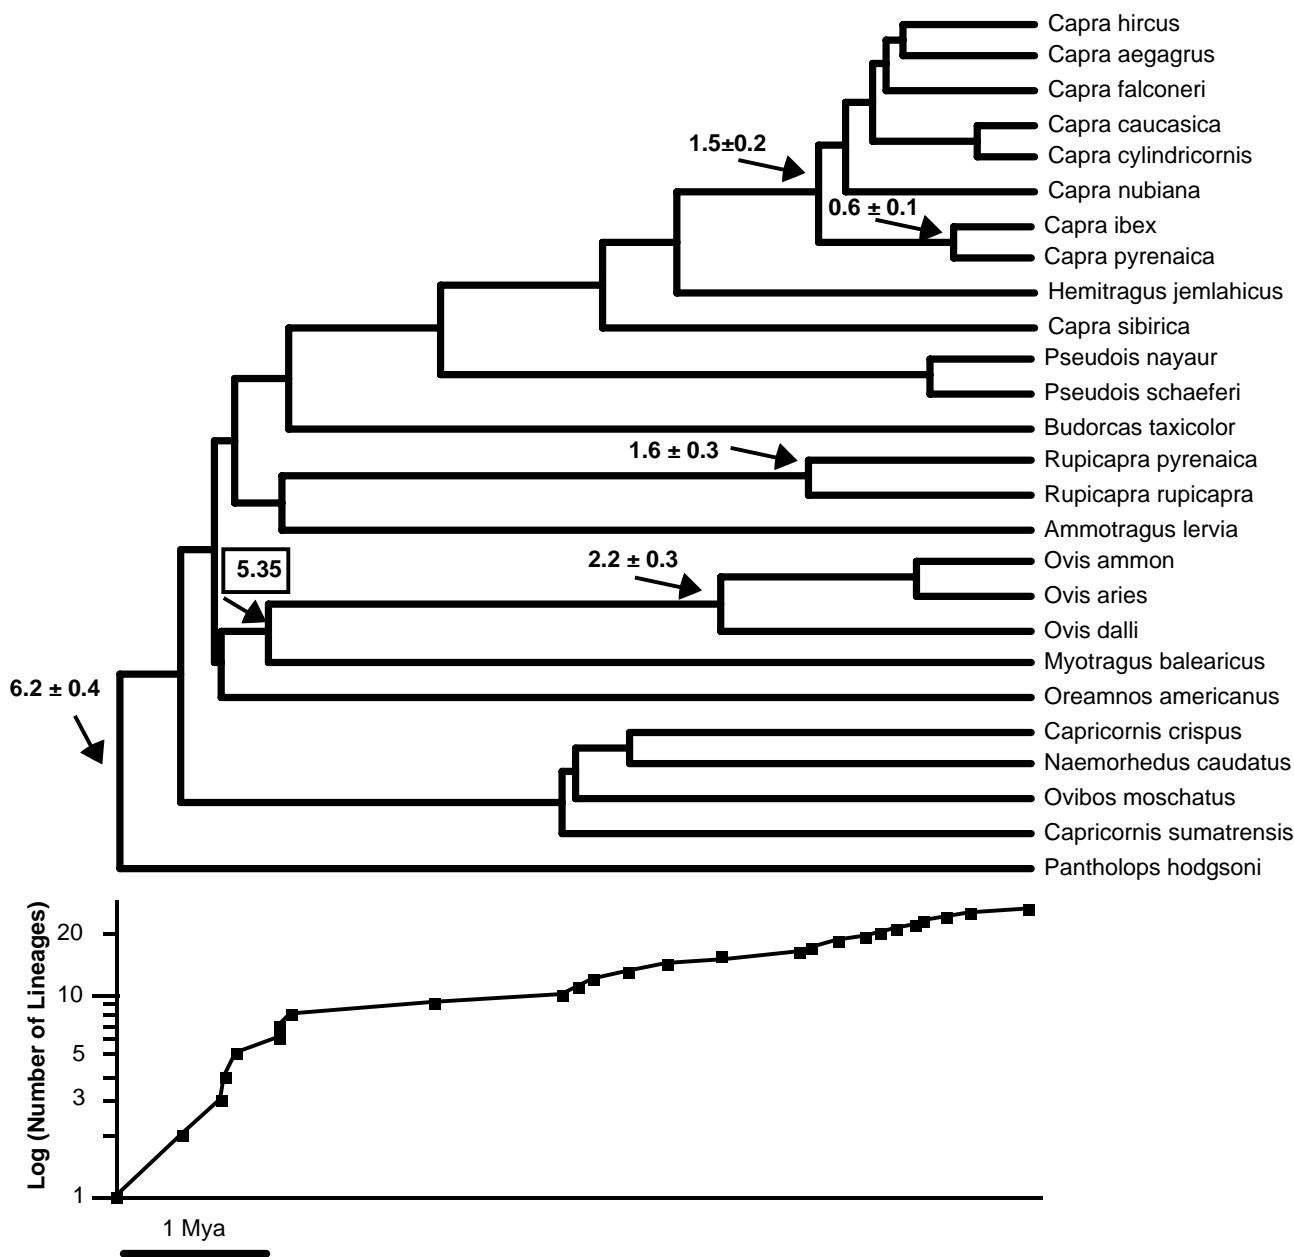 Capra hircus
Capra aegagrus
Capra falconeri
Capra caucasica
1.5±0.2
Capra cylindricornis
Capra nubiana
0.6 ± 0.1
Capra ibex
Capra pyrenaica
Hemitragus jemlahicus
Capra sibirica
Pseudois nayaur
Pseudois schaeferi
Budorcas taxicolor
1.6 ± 0.3
Rupicapra pyrenaica
Rupicapra rupicapra
Ammotragus lervia
2.2 ± 0.3
Ovis ammon
5.35
Ovis aries
Ovis dalli
Myotragus balearicus
6.2 ± 0.4
Oreamnos americanus
Capricornis crispus
Naemorhedus caudatus
Ovibos moschatus
Capricornis sumatrensis
Pantholops hodgsoni
Log (Number of Lineages)
20
10
5
3
1
1 Mya